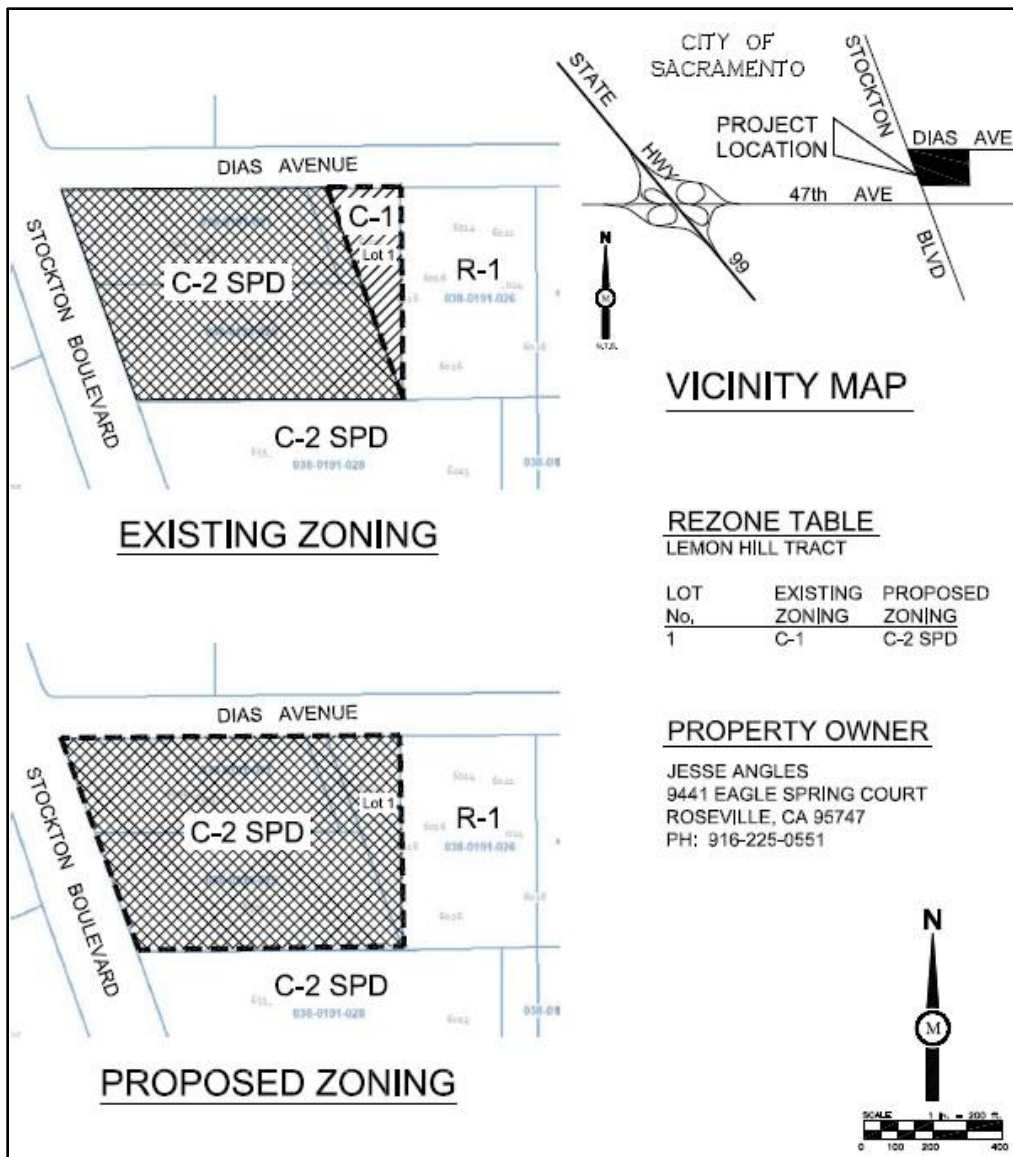 DIAS AVENUE
C-1
Lot 1
R-1
C-2 SPD
038-0191-026
STOCKTON BOULEVARD
C-2 SPD
038-0191-028
EXISTING ZONING
DIAS AVENUE
Lot 1
R-1
C-2 SPD
038-0191-026
STOCKTON BOULEVARD
C-2 SPD
038-0191-028
PROPOSED ZONING
CITY OF
SACRAMENTO
STATE
HWY
99
STOCKTON
BLVD
PROJECT
LOCATION
DIAS AVE
47th AVE
N
M
N.T.S.
VICINITY MAP
REZONE TABLE
LEMON HILL TRACT
LOT EXISTING PROPOSED
No. ZONING ZONING
1 C-1 C-2 SPD
PROPERTY OWNER
JESSE ANGLES
9441 EAGLE SPRING COURT
ROSEVILLE, CA 95747
PH: 916-225-0551
N
M
SCALE 1 in. = 200 ft.
0 100 200 400